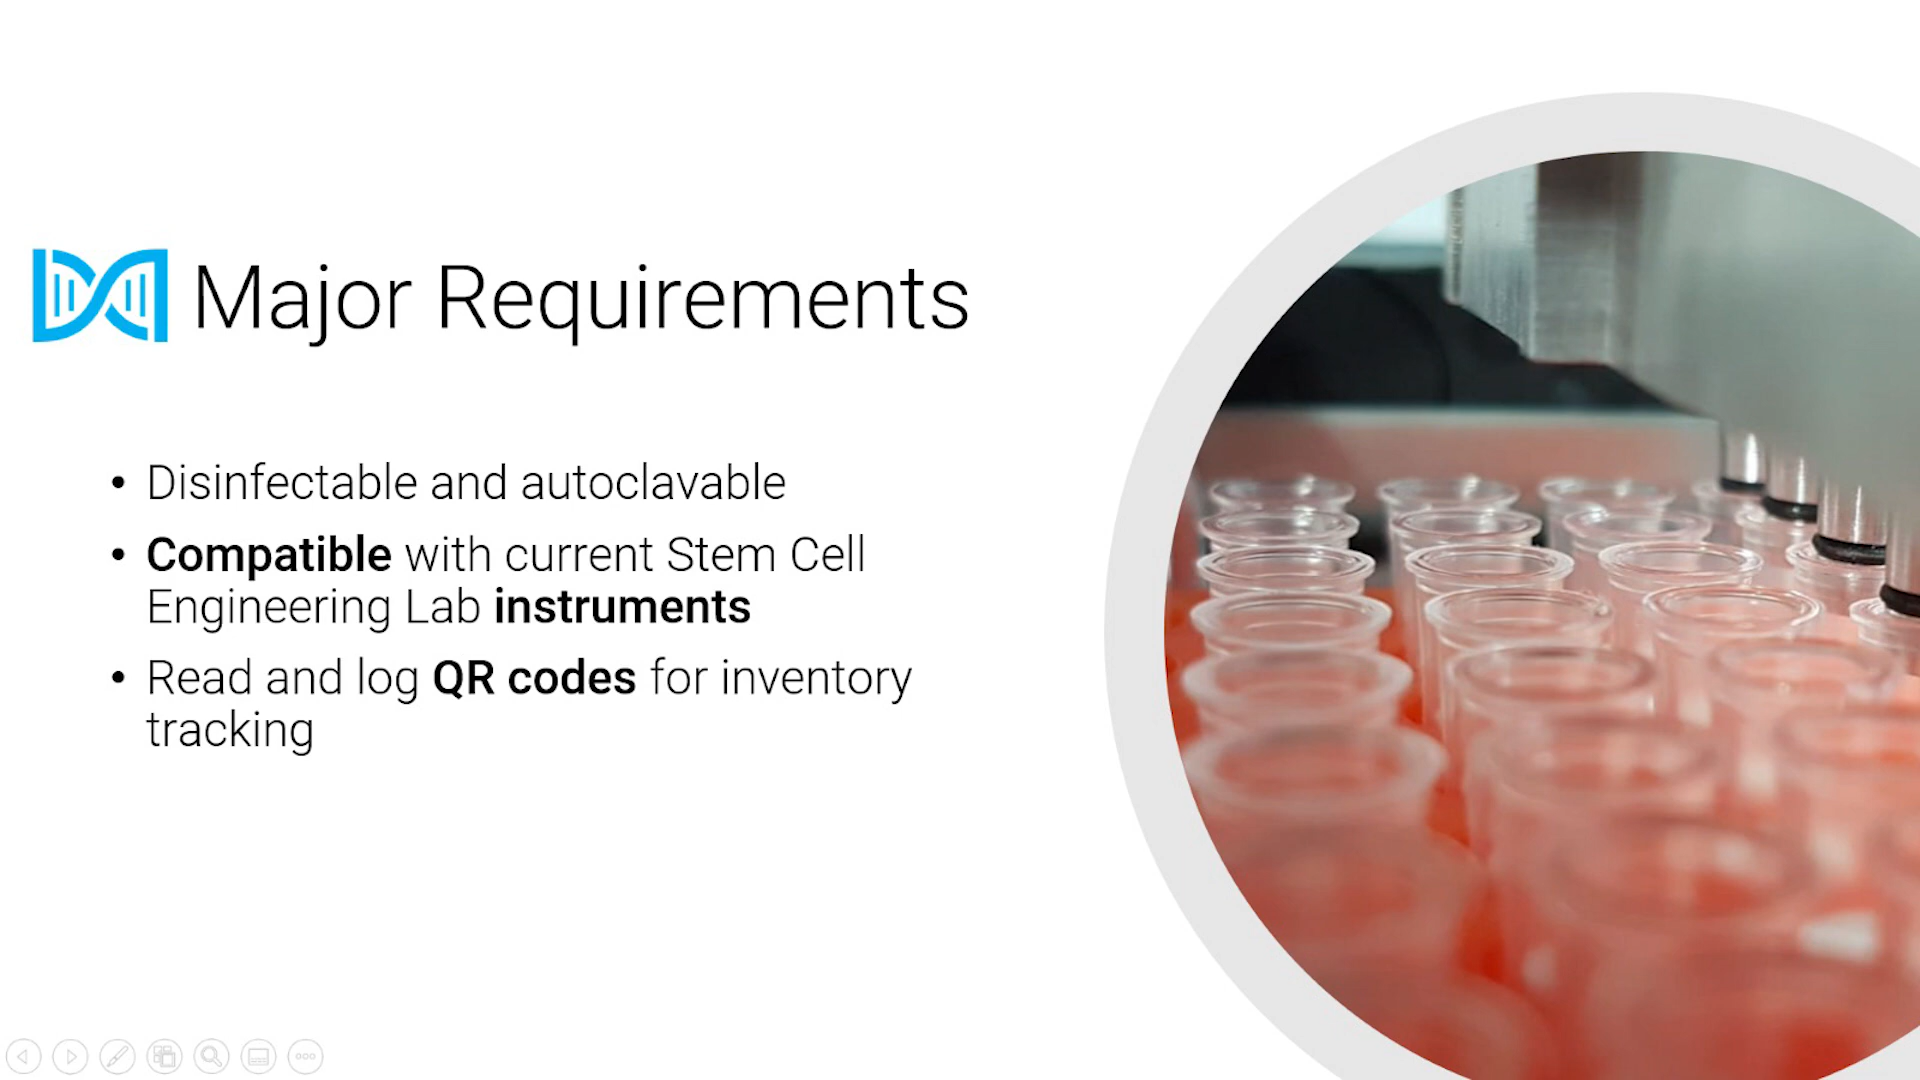 Major Requirements
• Disinfectable and autoclavable
• Compatible with current Stem Cell
Engineering Lab instruments
• Read and log QR codes for inventory
tracking